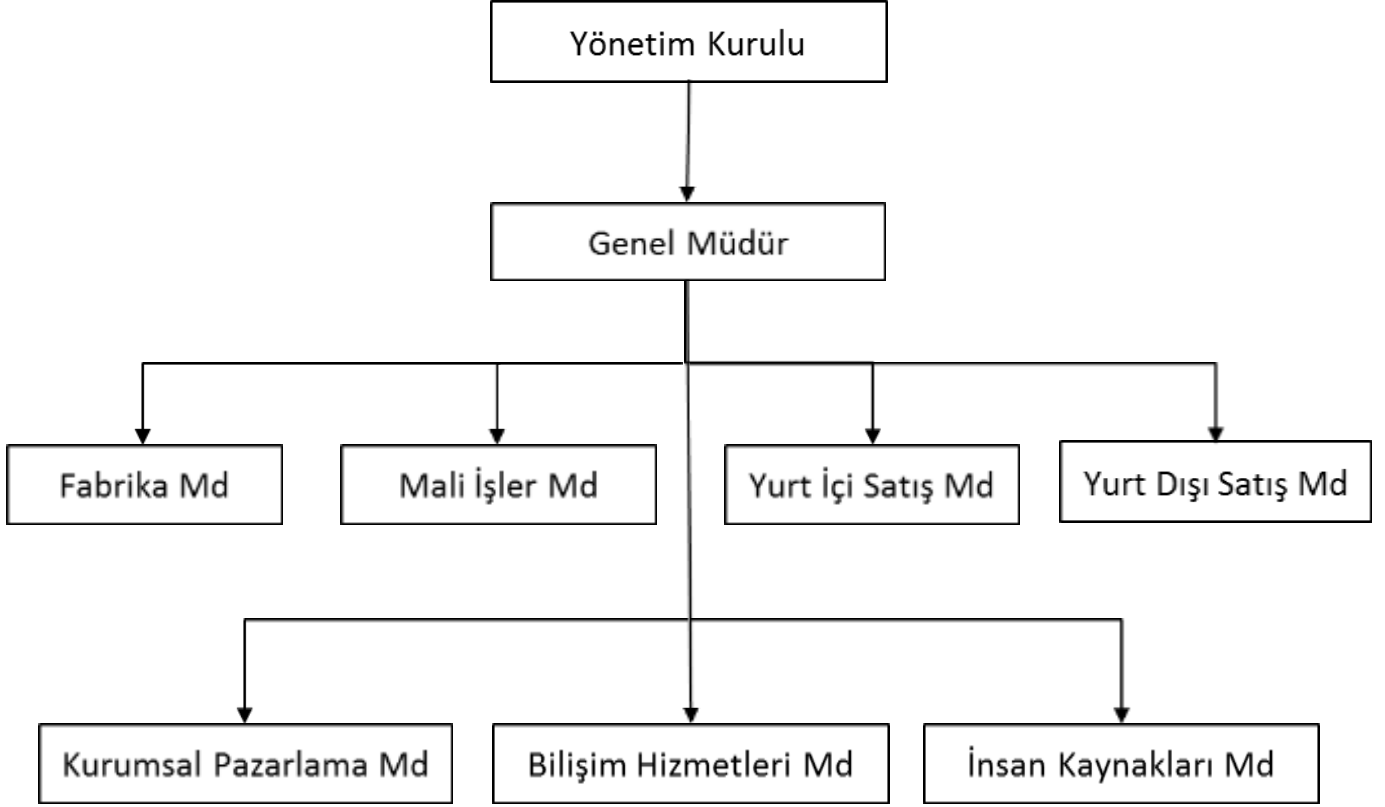 Yönetim Kurulu
Genel Müdür
Fabrika Md
Mali İşler Md
Yurt İçi Satış Md
Yurt Dışı Satış Md
Kurumsal Pazarlama Md
Bilişim Hizmetleri Md
İnsan Kaynakları Md